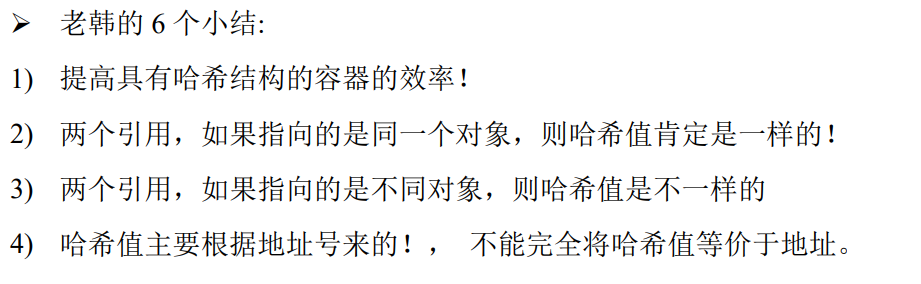 ➢ 老韩的 6 个小结:
1) 提高具有哈希结构的容器的效率！
2) 两个引用，如果指向的是同一个对象，则哈希值肯定是一样的！
3) 两个引用，如果指向的是不同对象，则哈希值是不一样的
4) 哈希值主要根据地址号来的！， 不能完全将哈希值等价于地址。